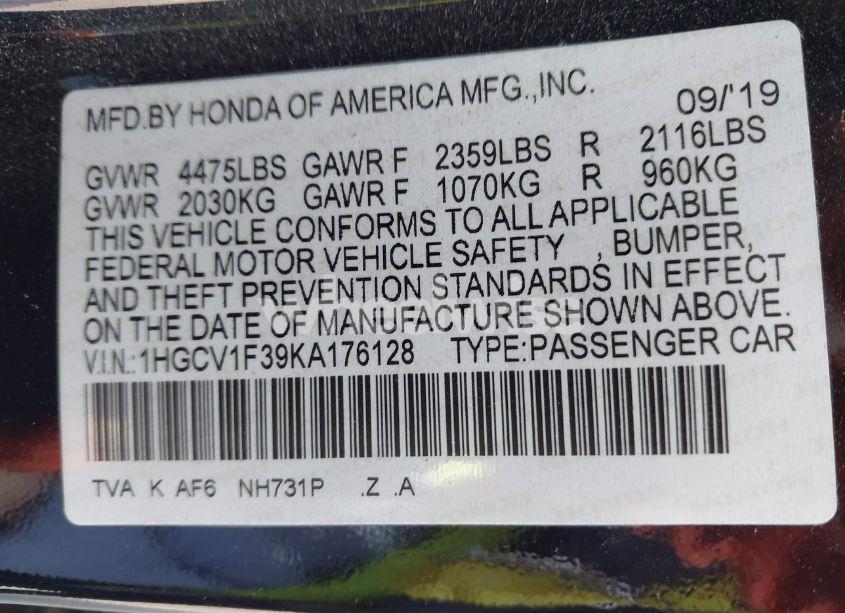 MFD.BY HONDA OF AMERICA MFG.,INC. 09/'19
GVWR 4475LBS GAWR F 2359LBS R 2116LBS
GVWR 2030KG GAWR F 1070KG R 960KG
THIS VEHICLE CONFORMS TO ALL APPLICABLE
FEDERAL MOTOR VEHICLE SAFETY , BUMPER,
AND THEFT PREVENTION STANDARDS IN EFFECT
ON THE DATE OF MANUFACTURE SHOWN ABOVE.
V.I.N.:1HGCV1F39KA176128 TYPE:PASSENGER CAR
TVA K AF6 NH731P .Z .A